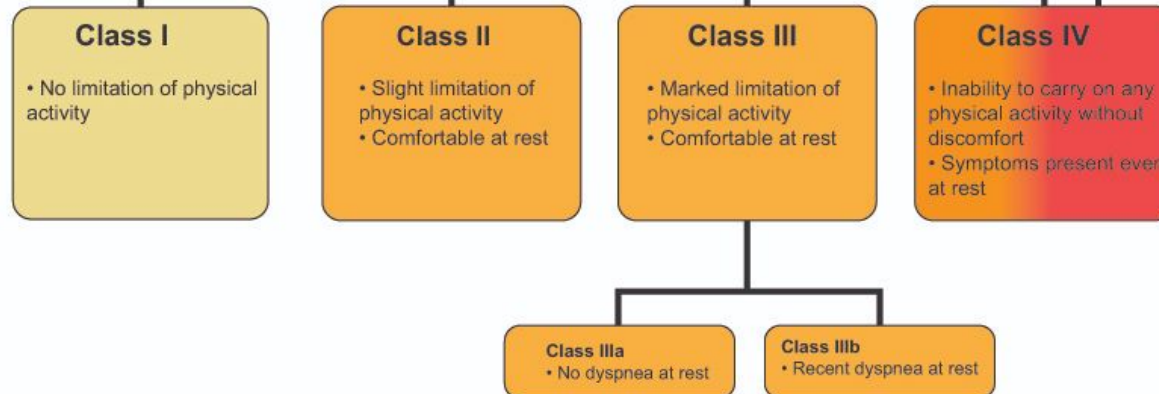 Class I
• No limitation of physical
activity
Class II
• Slight limitation of
physical activity
• Comfortable at rest
Class III
• Marked limitation of
physical activity
• Comfortable at rest
Class IV
• Inability to carry on any
physical activity without
discomfort
• Symptoms present even
at rest
Class IIIa
• No dyspnea at rest
Class IIIb
• Recent dyspnea at rest